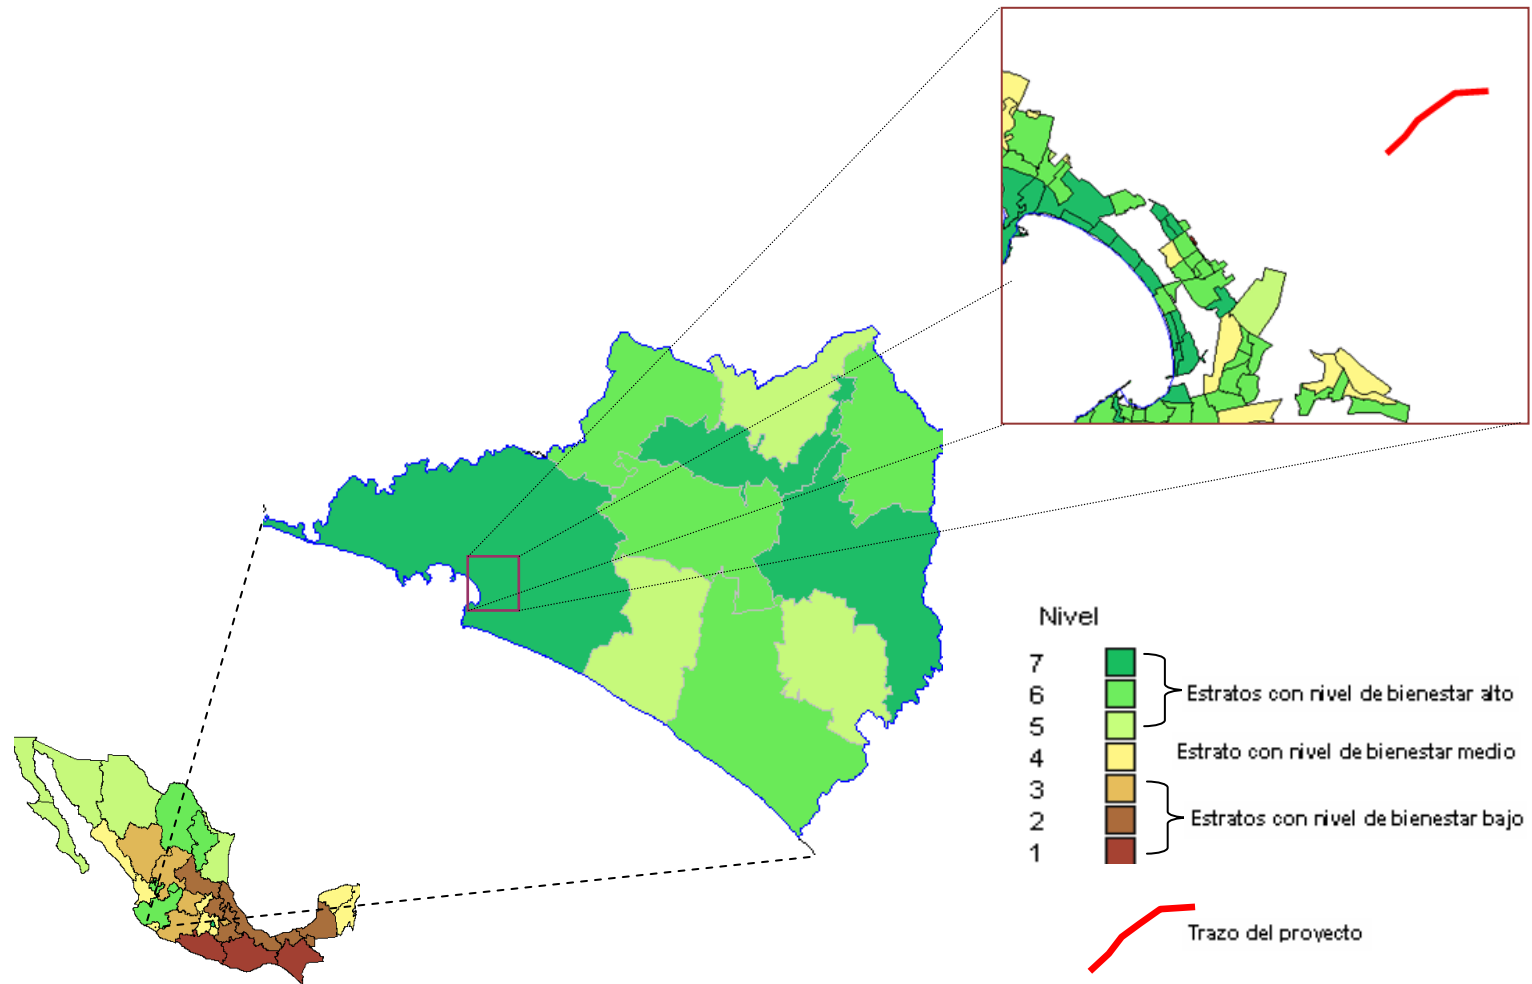 Nivel
7
6
5
4
3
2
1
Estratos con nivel de bienestar alto
Estrato con nivel de bienestar medio
Estratos con nivel de bienestar bajo
Trazo del proyecto